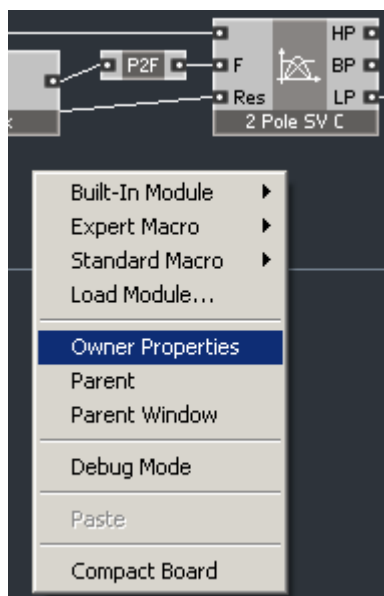 HP
P2F
F
BP
Res
LP
2 Pole SV C
Built-In Module
Expert Macro
Standard Macro
Load Module...
Owner Properties
Parent
Parent Window
Debug Mode
Paste
Compact Board